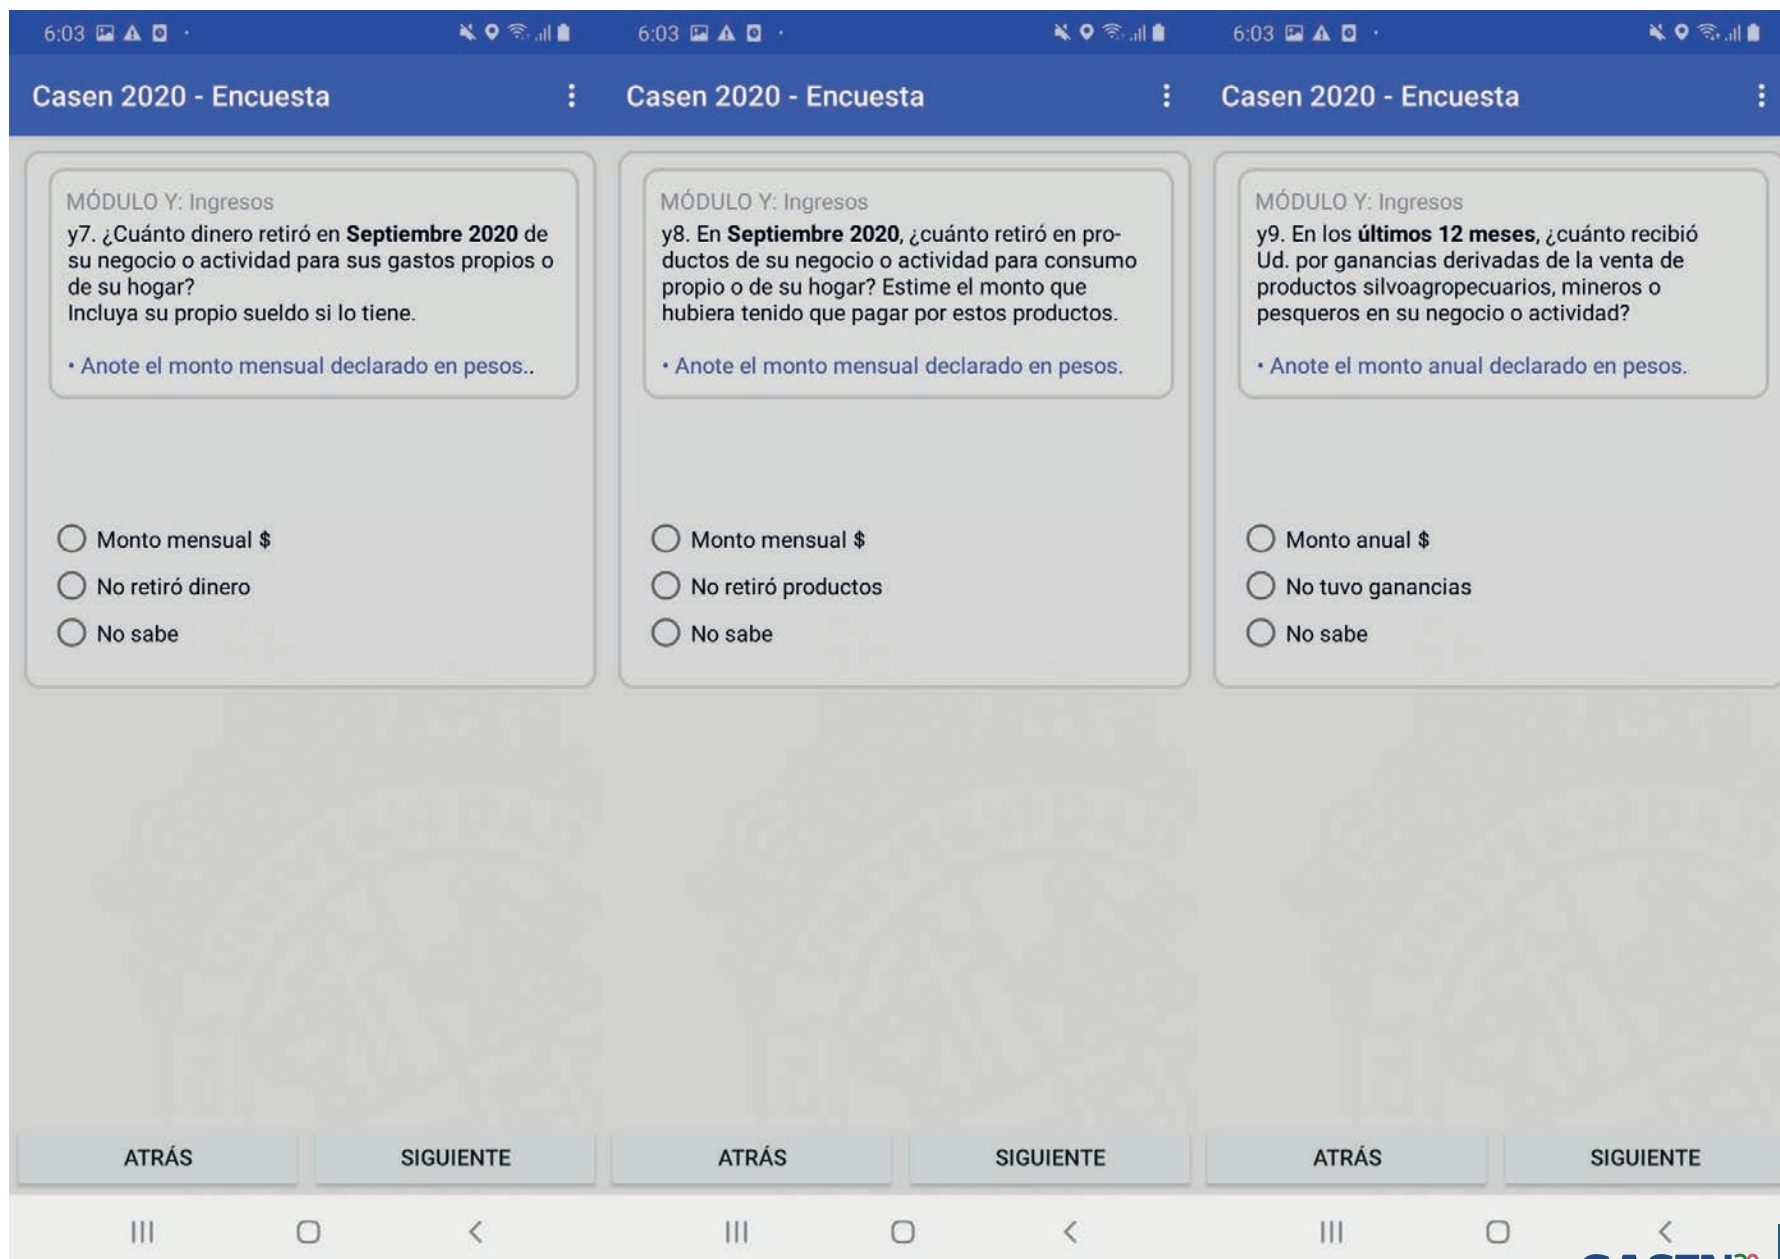 6:03
Casen 2020 - Encuesta
MÓDULO Y: Ingresos
y7. ¿Cuánto dinero retiró en Septiembre 2020 de
su negocio o actividad para sus gastos propios o
de su hogar?
Incluya su propio sueldo si lo tiene.
• Anote el monto mensual declarado en pesos..
Monto mensual $
No retiró dinero
No sabe
ATRÁS
SIGUIENTE
6:03
Casen 2020 - Encuesta
MÓDULO Y: Ingresos
y8. En Septiembre 2020, ¿cuánto retiró en pro-
ductos de su negocio o actividad para consumo
propio o de su hogar? Estime el monto que
hubiera tenido que pagar por estos productos.
• Anote el monto mensual declarado en pesos.
Monto mensual $
No retiró productos
No sabe
ATRÁS
SIGUIENTE
6:03
Casen 2020 - Encuesta
MÓDULO Y: Ingresos
y9. En los últimos 12 meses, ¿cuánto recibió
Ud. por ganancias derivadas de la venta de
productos silvoagropecuarios, mineros o
pesqueros en su negocio o actividad?
• Anote el monto anual declarado en pesos.
Monto anual $
No tuvo ganancias
No sabe
ATRÁS
SIGUIENTE